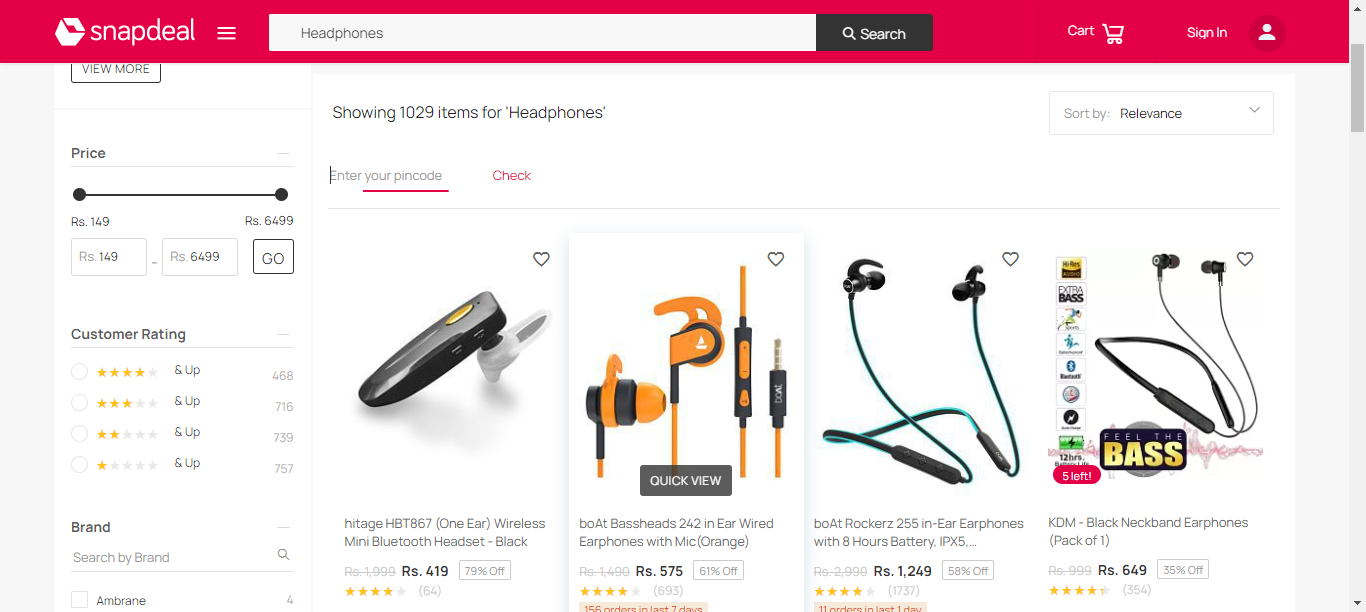 snapdeal
Headphones
Search
Cart
Sign In
VIEW MORE
Showing 1029 items for 'Headphones'
Sort by: Relevance
Enter your pincode
Check
Price
Rs. 149
Rs. 6499
Rs. 149
-
Rs. 6499
GO
Customer Rating
& Up
468
& Up
716
& Up
739
& Up
757
Brand
Search by Brand
Ambrane
4
hitage HBT867 (One Ear) Wireless
Mini Bluetooth Headset - Black
Rs. 1,999 Rs. 419 79% Off
(64)
boAt
QUICK VIEW
boAt Bassheads 242 in Ear Wired
Earphones with Mic(Orange)
Rs. 1,490 Rs. 575 61% Off
(693)
156 orders in last 7 days
boAt Rockerz 255 in-Ear Earphones
with 8 Hours Battery, IPX5,...
Rs. 2,990 Rs. 1,249 58% Off
(1737)
11 orders in last 1 day
Hi-Res
AUDIO
EXTRA
BASS
Sports
Bluetooth
12hrs.
FEEL THE
BASS
5 left!
KDM - Black Neckband Earphones
(Pack of 1)
Rs. 999 Rs. 649 35% Off
(354)